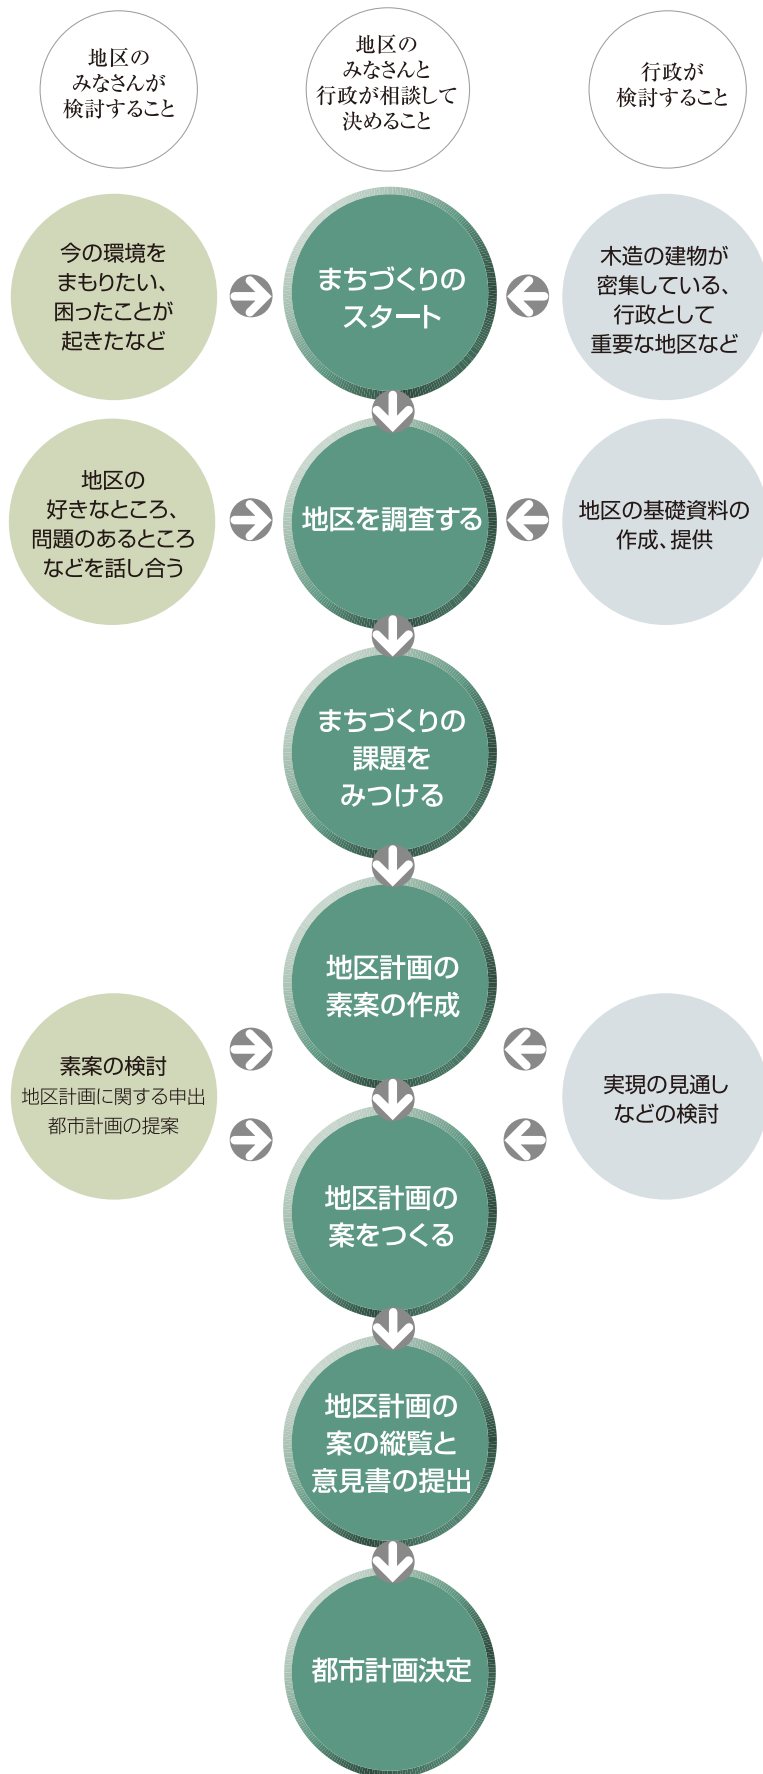 地区の
みなさんが
検討すること
地区の
みなさんと
行政が相談して
決めること
行政が
検討すること
今の環境を
まもりたい、
困ったことが
起きたなど
まちづくりの
スタート
木造の建物が
密集している、
行政として
重要な地区など
地区の
好きなところ、
問題のあるところ
などを話し合う
地区を調査する
地区の基礎資料の
作成、提供
まちづくりの
課題を
みつける
地区計画の
素案の作成
素案の検討
地区計画に関する申出
都市計画の提案
実現の見通し
などの検討
地区計画の
案をつくる
地区計画の
案の縦覧と
意見書の提出
都市計画決定